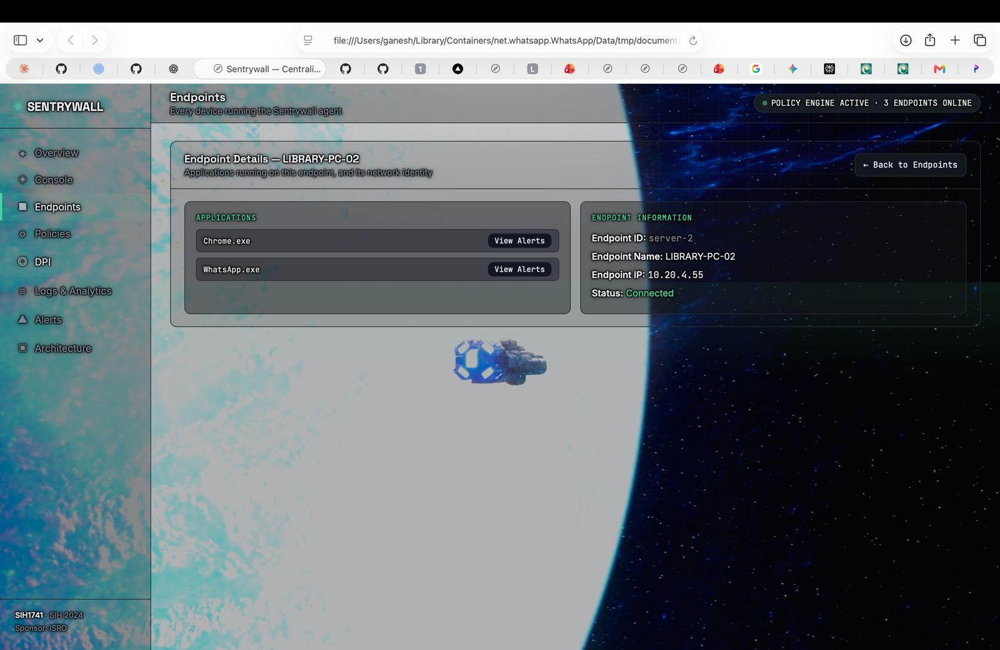 file:///Users/ganesh/Library/Containers/net.whatsapp.WhatsApp/Data/tmp/document
Sentrywall — Centrali...
1
L
SENTRYWALL
Endpoints
Every device running the Sentrywall agent
POLICY ENGINE ACTIVE · 3 ENDPOINTS ONLINE
Overview
Console
Endpoints
Policies
DPI
Logs & Analytics
Alerts
Architecture
SIH1741 · SIH 2024
Sponsor: ISRO
Endpoint Details — LIBRARY-PC-02
Applications running on this endpoint, and its network identity
← Back to Endpoints
APPLICATIONS
Chrome.exe
View Alerts
WhatsApp.exe
View Alerts
ENDPOINT INFORMATION
Endpoint ID: server-2
Endpoint Name: LIBRARY-PC-02
Endpoint IP: 10.20.4.55
Status: Connected